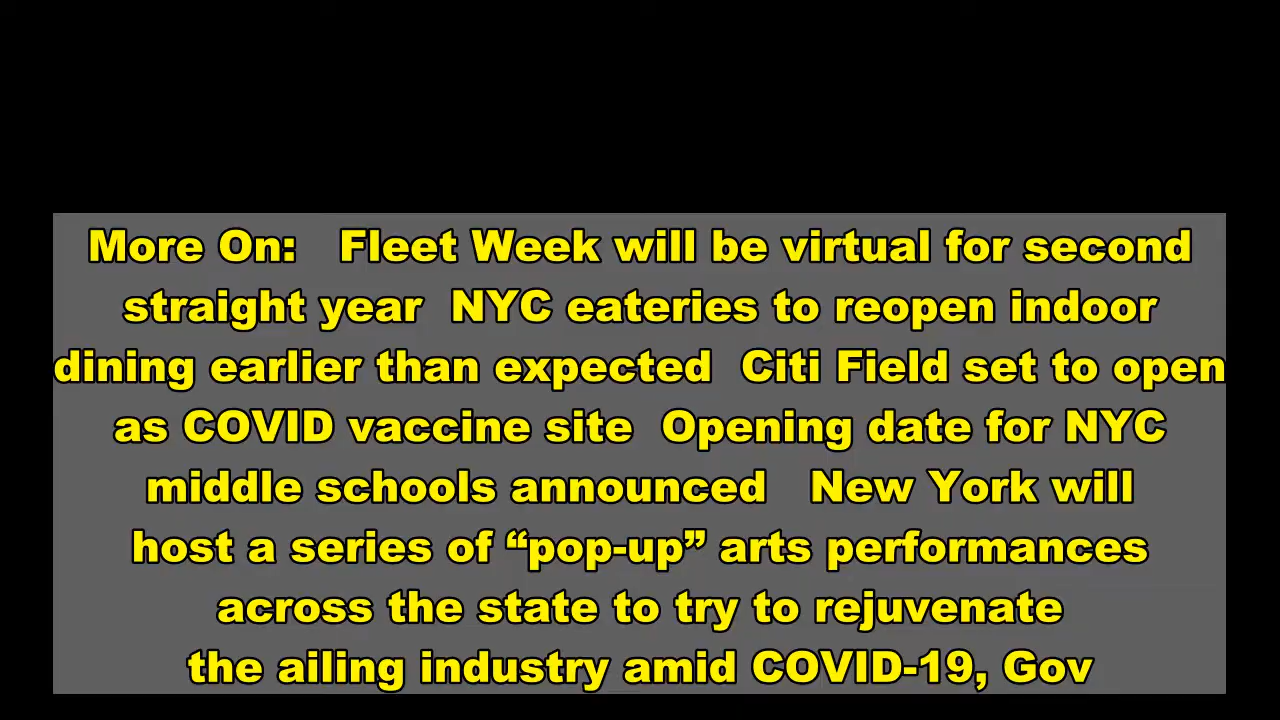 More On: Fleet Week will be virtual for second
straight year NYC eateries to reopen indoor
dining earlier than expected Citi Field set to open
as COVID vaccine site Opening date for NYC
middle schools announced New York will
host a series of “pop-up” arts performances
across the state to try to rejuvenate
the ailing industry amid COVID-19, Gov